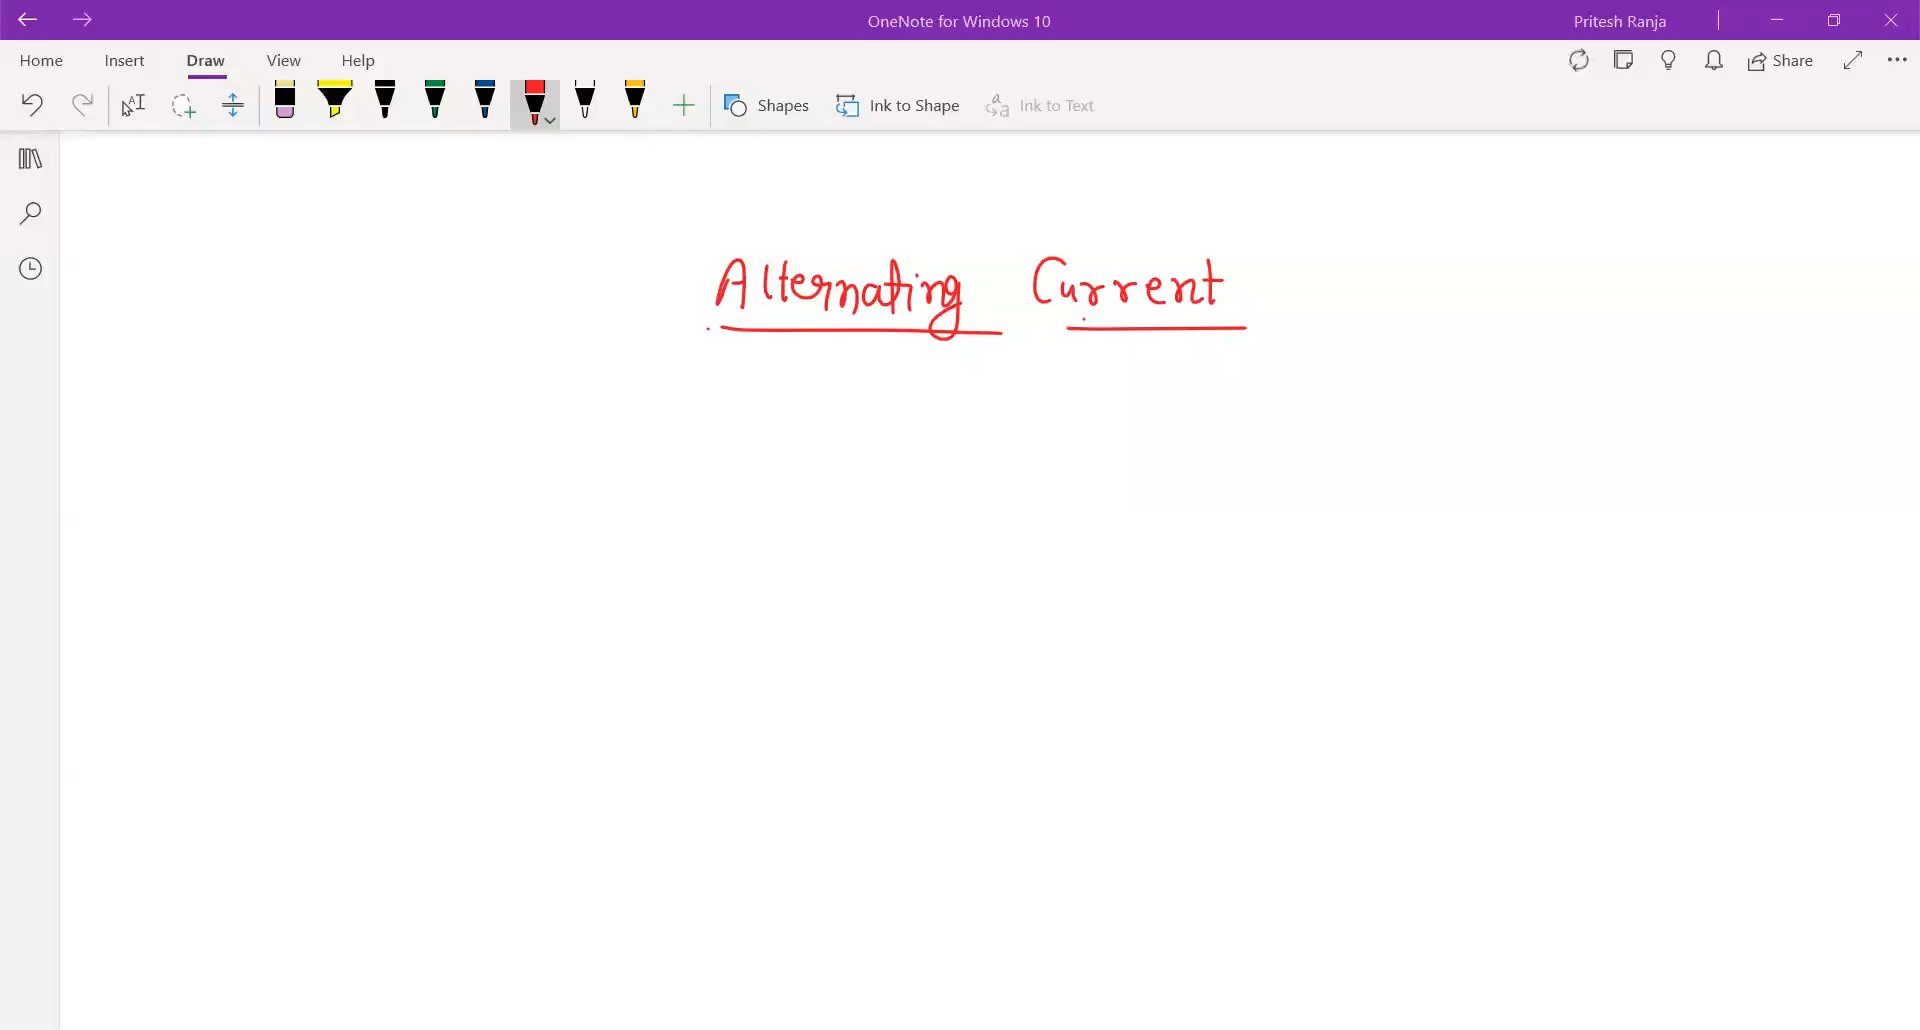 OneNote for Windows 10
Pritesh Ranja
Home Insert Draw View Help
Share
Shapes Ink to Shape Ink to Text
Alternating Current